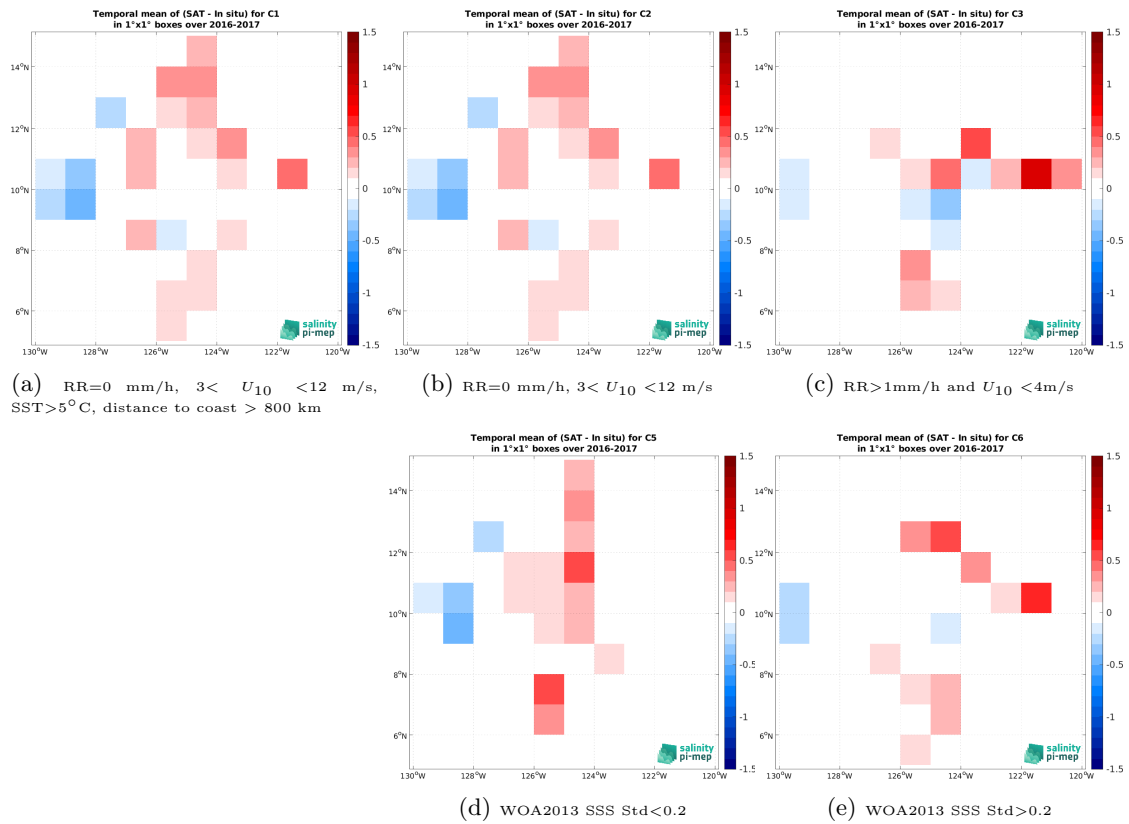 Temporal mean of (SAT - In situ) for C1
in 1°x1° boxes over 2016-2017
14°N
12°N
10°N
8°N
6°N
130°W 128°W 126°W 124°W 122°W 120°W
1.5
1
0.5
0
-0.5
-1
-1.5
salinity
pi-mep
(a) RR=0 mm/h, 3< U10 <12 m/s,
SST>5°C, distance to coast > 800 km
Temporal mean of (SAT - In situ) for C2
in 1°x1° boxes over 2016-2017
14°N
12°N
10°N
8°N
6°N
130°W 128°W 126°W 124°W 122°W 120°W
1.5
1
0.5
0
-0.5
-1
-1.5
salinity
pi-mep
(b) RR=0 mm/h, 3< U10 <12 m/s
Temporal mean of (SAT - In situ) for C3
in 1°x1° boxes over 2016-2017
14°N
12°N
10°N
8°N
6°N
130°W 128°W 126°W 124°W 122°W 120°W
1.5
1
0.5
0
-0.5
-1
-1.5
salinity
pi-mep
(c) RR>1mm/h and U10 <4m/s
Temporal mean of (SAT - In situ) for C5
in 1°x1° boxes over 2016-2017
14°N
12°N
10°N
8°N
6°N
130°W 128°W 126°W 124°W 122°W 120°W
1.5
1
0.5
0
-0.5
-1
-1.5
salinity
pi-mep
(d) WOA2013 SSS Std<0.2
Temporal mean of (SAT - In situ) for C6
in 1°x1° boxes over 2016-2017
14°N
12°N
10°N
8°N
6°N
130°W 128°W 126°W 124°W 122°W 120°W
1.5
1
0.5
0
-0.5
-1
-1.5
salinity
pi-mep
(e) WOA2013 SSS Std>0.2